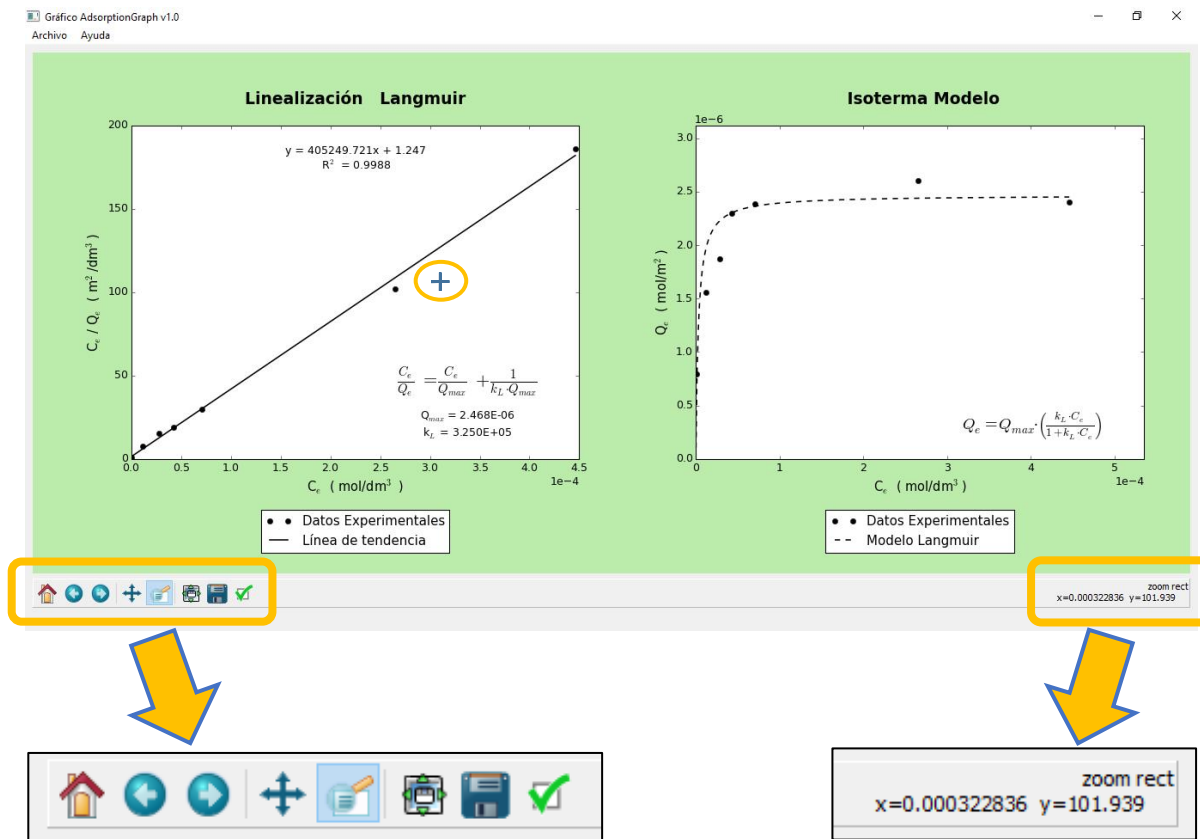 Gráfico AdsorptionGraph v1.0
Archivo Ayuda
Linealización Langmuir
y = 405249.721x + 1.247
R² = 0.9988
200
150
100
50
0
C_e / Q_e ( m² /dm³ )
C_e/Q_e = C_e/Q_max + 1/(k_L·Q_max)
Q_max = 2.468E-06
k_L = 3.250E+05
0.0 0.5 1.0 1.5 2.0 2.5 3.0 3.5 4.0 4.5
1e−4
C_e ( mol/dm³ )
Datos Experimentales
Línea de tendencia
Isoterma Modelo
1e−6
3.0
2.5
2.0
1.5
1.0
0.5
0.0
Q_e ( mol/m² )
Q_e = Q_max·(k_L·C_e/(1+k_L·C_e))
0 1 2 3 4 5
1e−4
C_e ( mol/dm³ )
Datos Experimentales
Modelo Langmuir
zoom rect
x=0.000322836 y=101.939
zoom rect
x=0.000322836 y=101.939